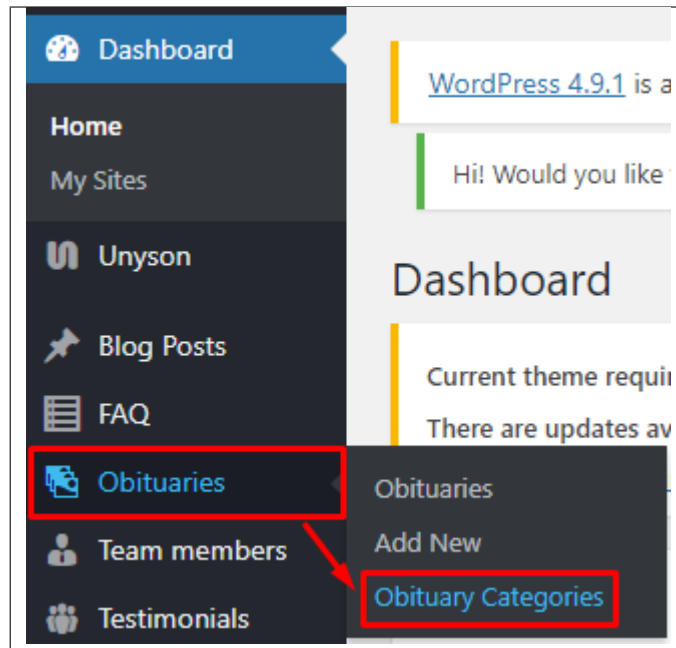 Dashboard
Home
My Sites
Unyson
Blog Posts
FAQ
Obituaries
Team members
Testimonials
WordPress 4.9.1 is a
Hi! Would you like
Dashboard
Current theme requi
There are updates av
Obituaries
Add New
Obituary Categories